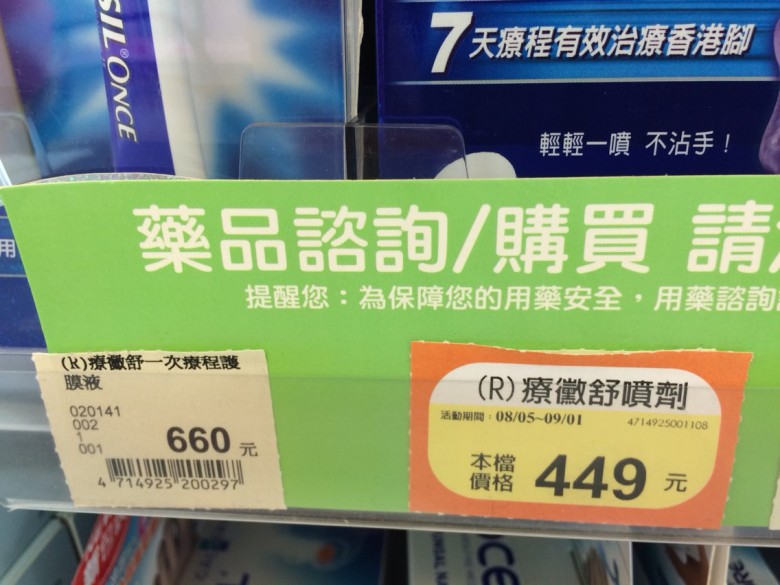 SIL® ONCE
7天療程有效治療香港腳
輕輕一噴 不沾手！
用
藥品諮詢/購買 請
提醒您：為保障您的用藥安全，用藥諮詢
(R)療黴舒一次療程護
膜液
020141
002
1
001
660元
4 714925 200297
(R)療黴舒噴劑
活動期間：08/05~09/01 4714925001108
本檔
價格 449 元